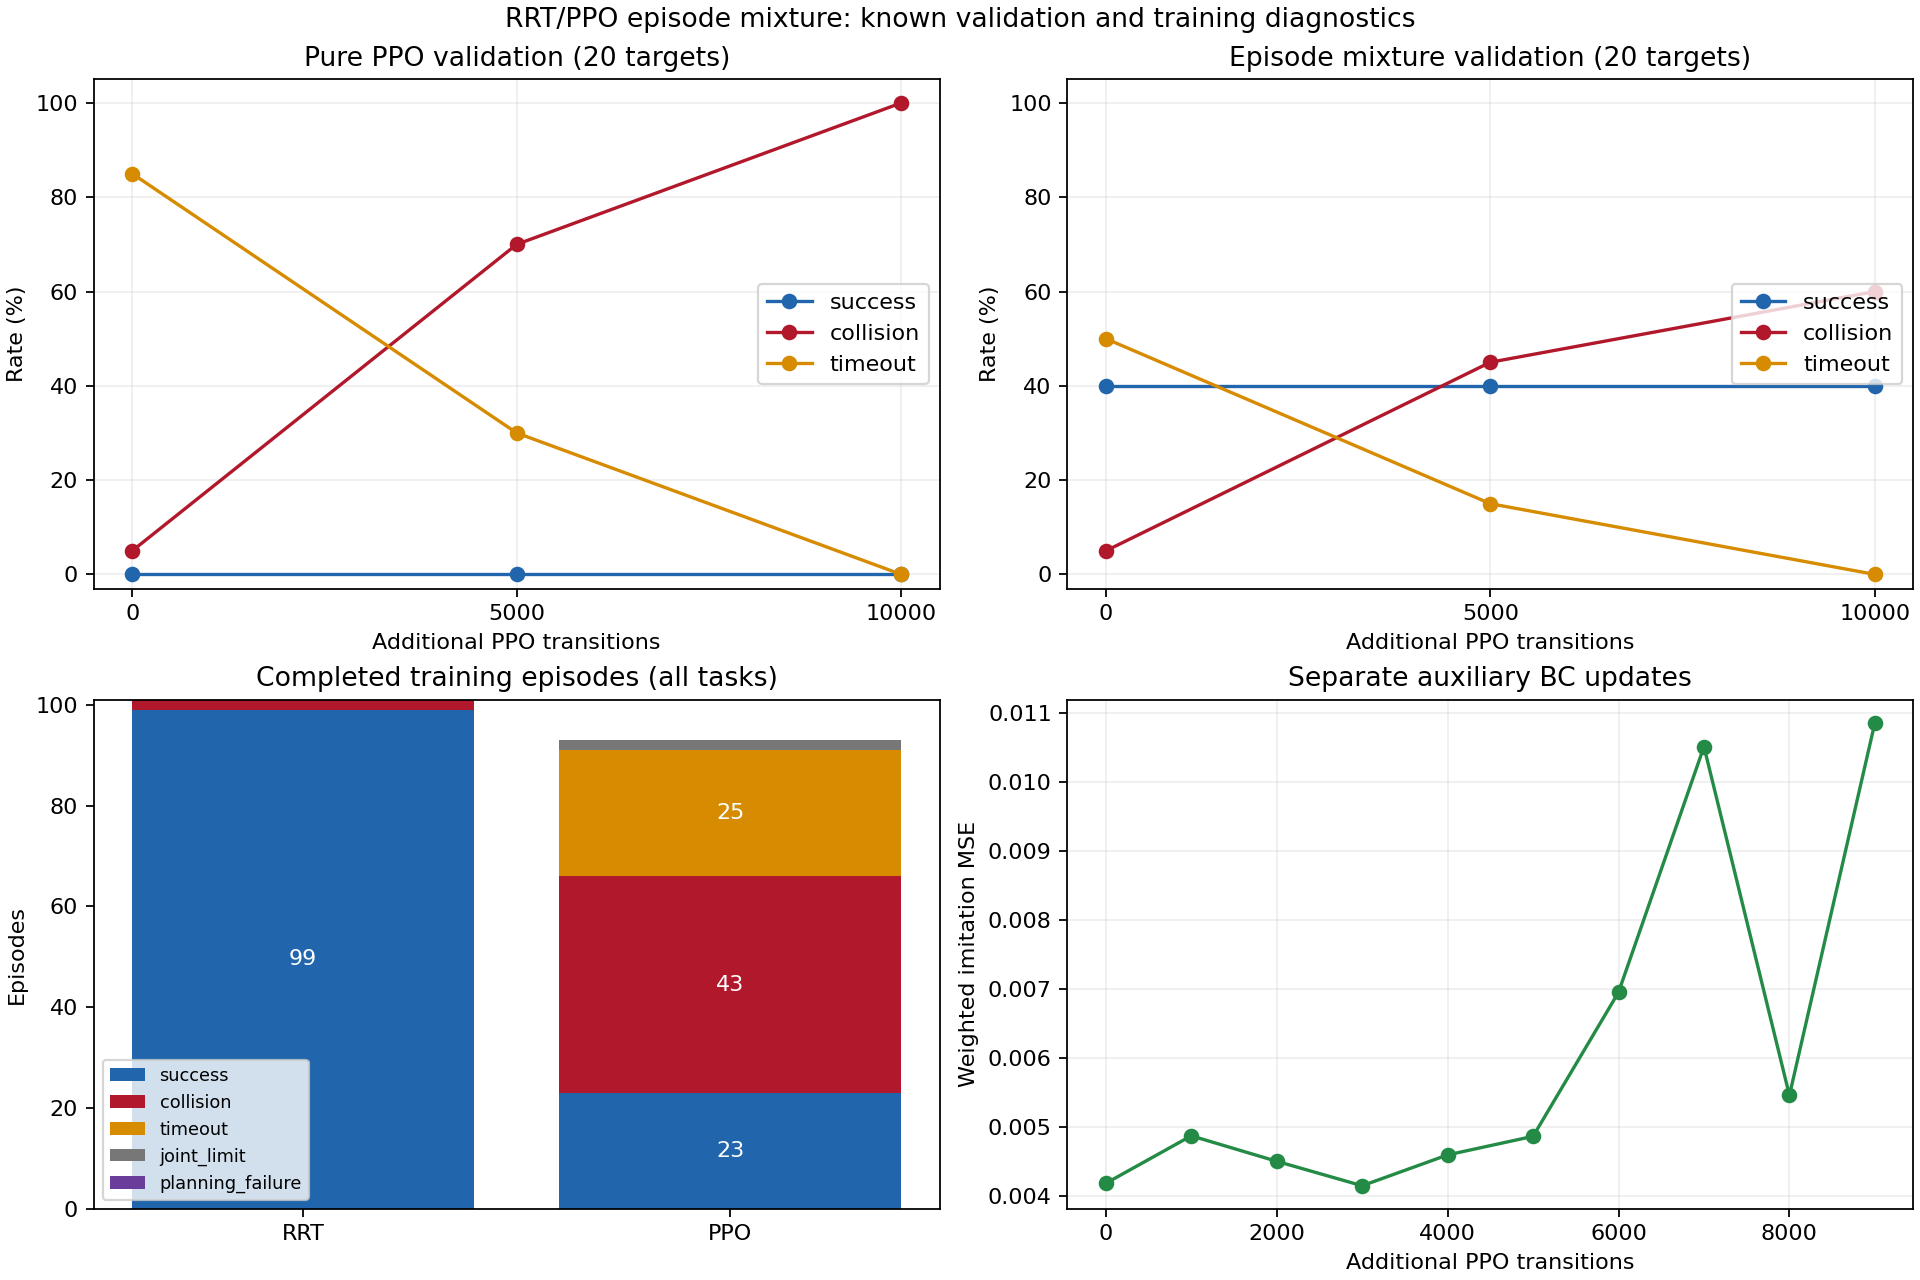 RRT/PPO episode mixture: known validation and training diagnostics
Pure PPO validation (20 targets)
Rate (%)
100
80
60
40
20
0
0 5000 10000
Additional PPO transitions
success
collision
timeout
Episode mixture validation (20 targets)
Rate (%)
100
80
60
40
20
0
0 5000 10000
Additional PPO transitions
success
collision
timeout
Completed training episodes (all tasks)
Episodes
100
80
60
40
20
0
99
25
43
23
success
collision
timeout
joint_limit
planning_failure
RRT PPO
Separate auxiliary BC updates
Weighted imitation MSE
0.011
0.010
0.009
0.008
0.007
0.006
0.005
0.004
0 2000 4000 6000 8000
Additional PPO transitions